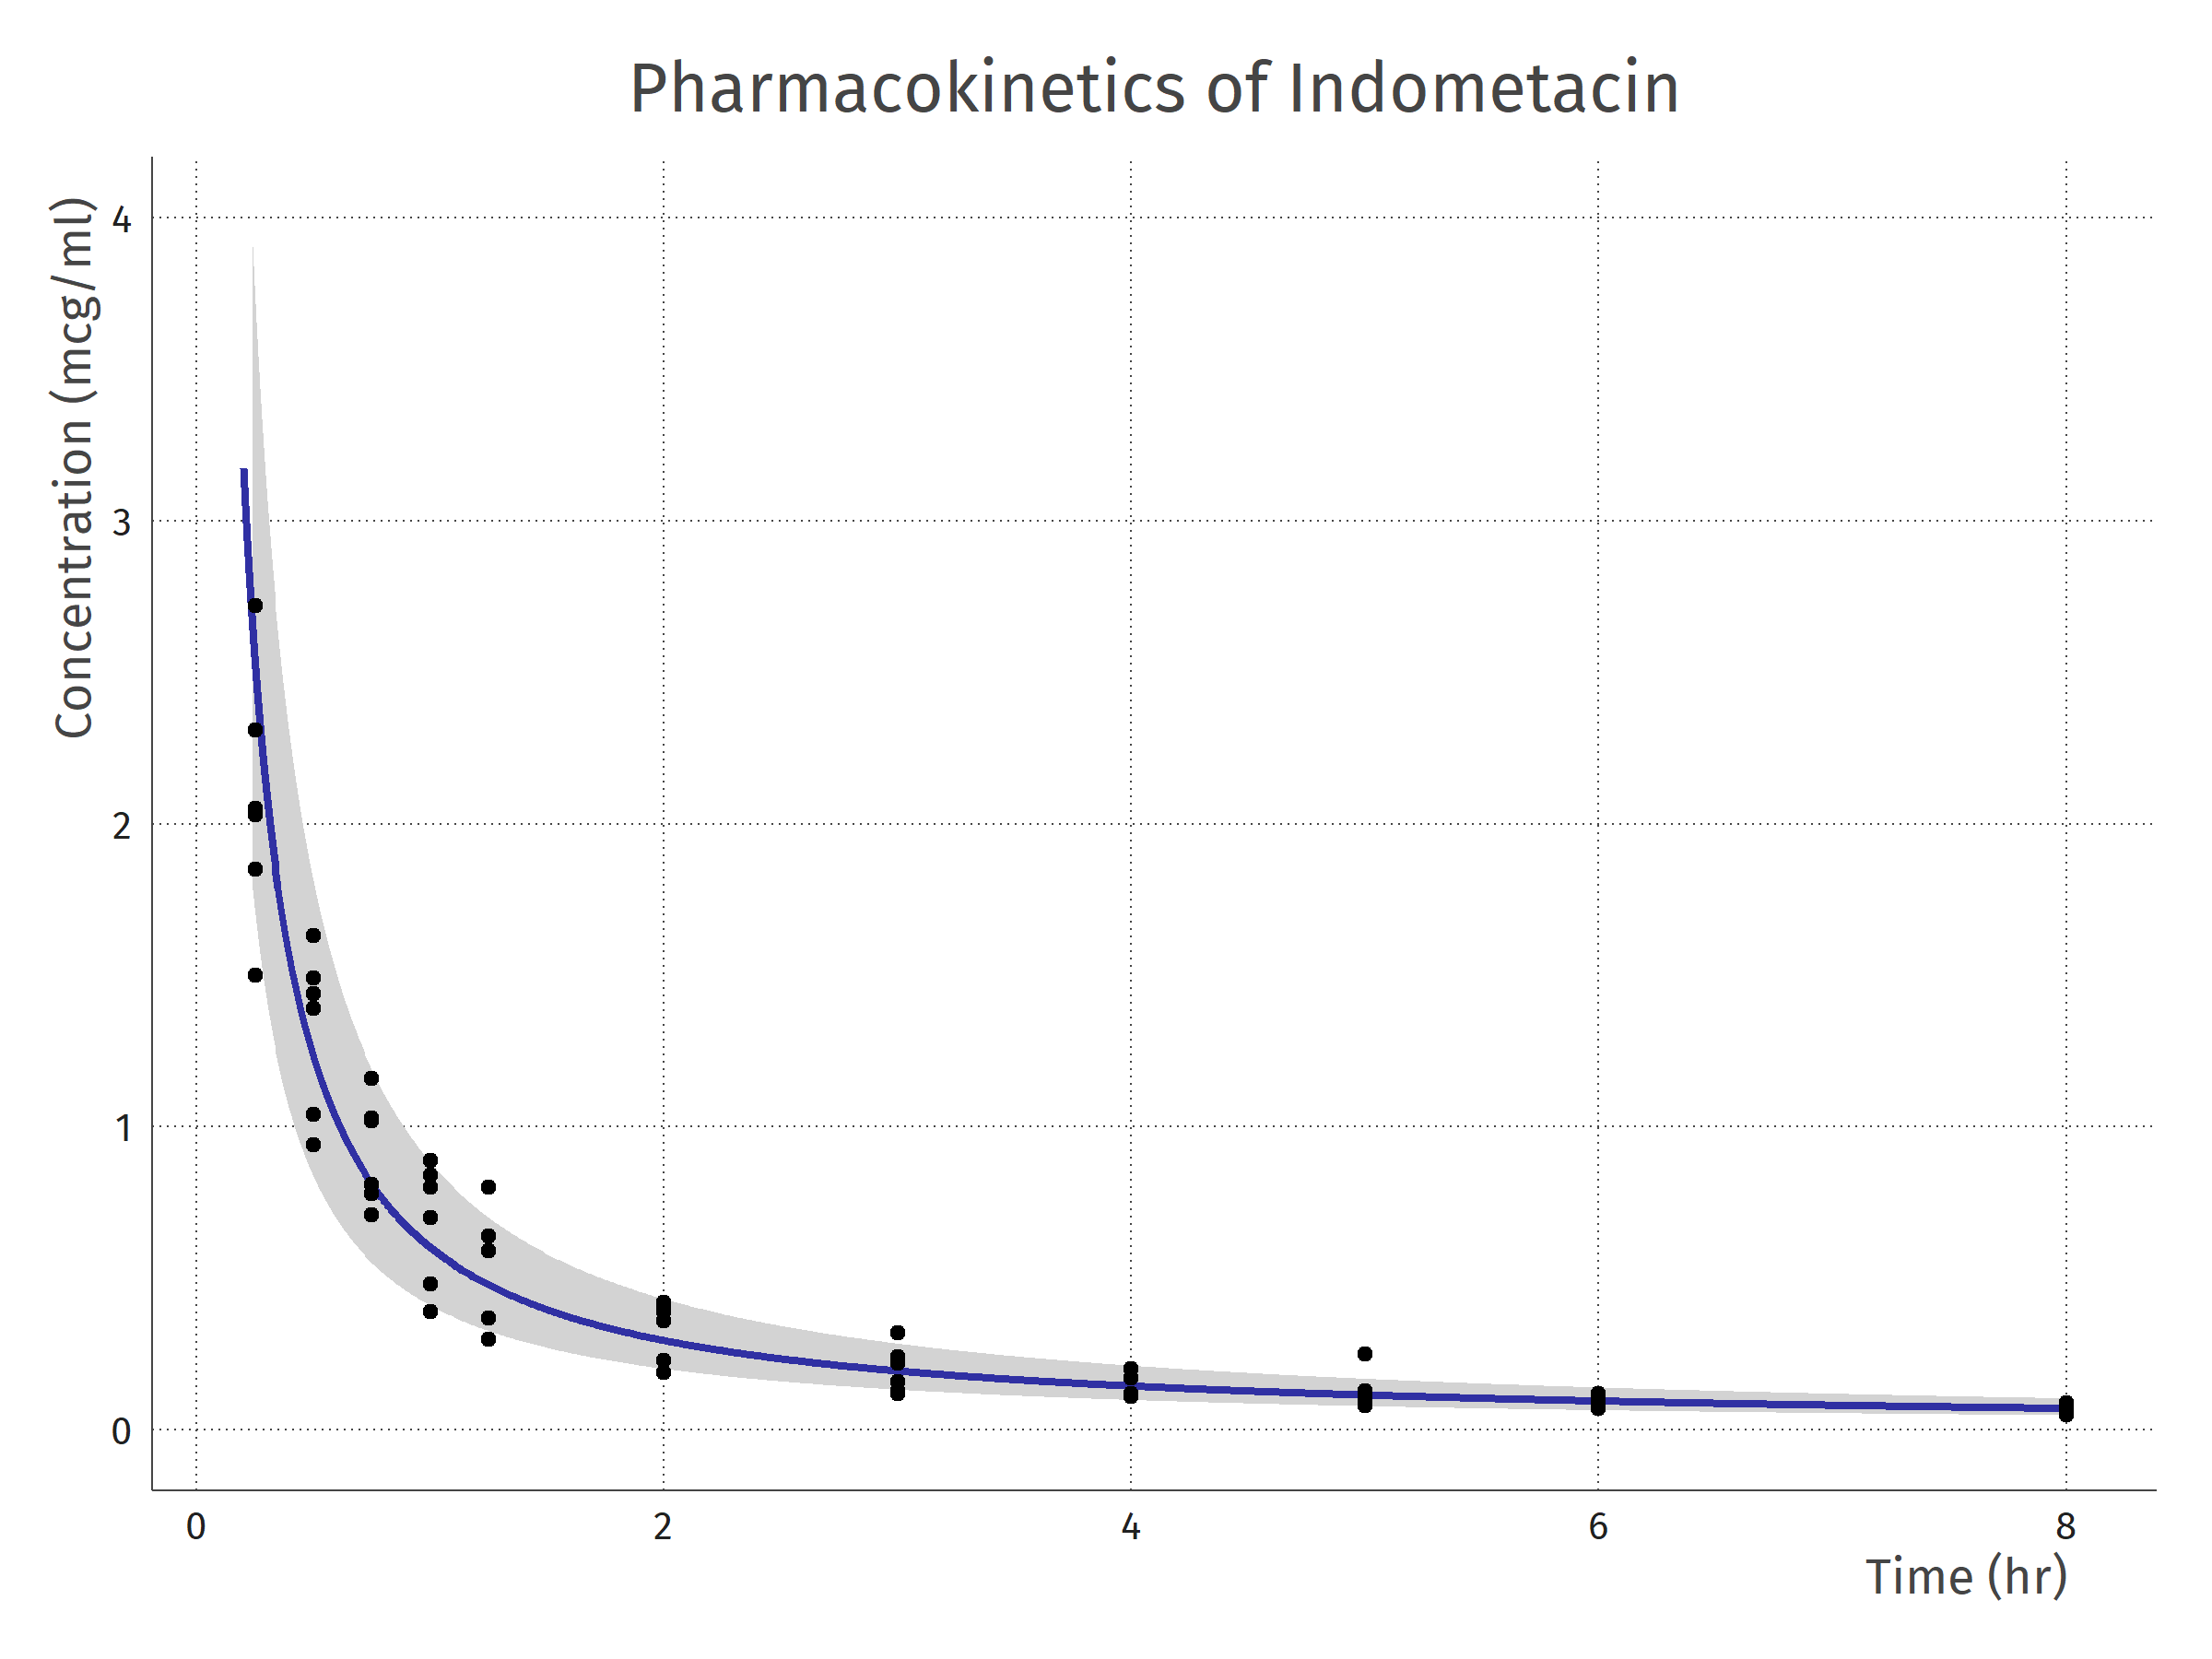 Pharmacokinetics of Indometacin
Concentration (mcg/ml)
4
3
2
1
0
0 2 4 6 8
Time (hr)